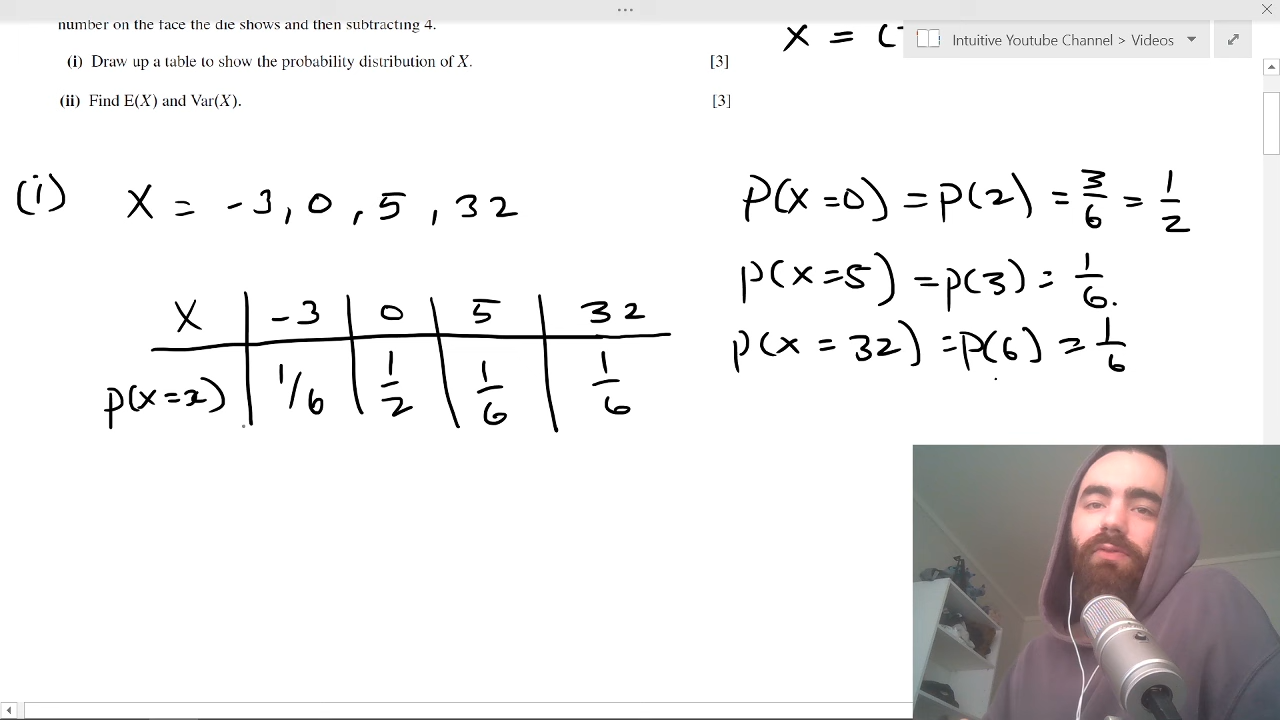 number on the face the die shows and then subtracting 4.
X = (
Intuitive Youtube Channel > Videos
(i) Draw up a table to show the probability distribution of X. [3]
(ii) Find E(X) and Var(X). [3]
(i) X = -3, 0, 5, 32
P(X=0) = P(2) = 3/6 = 1/2
P(X=5) = P(3) = 1/6.
P(X=32) = P(6) = 1/6
X -3 0 5 32
P(X=x) 1/6 1/2 1/6 1/6